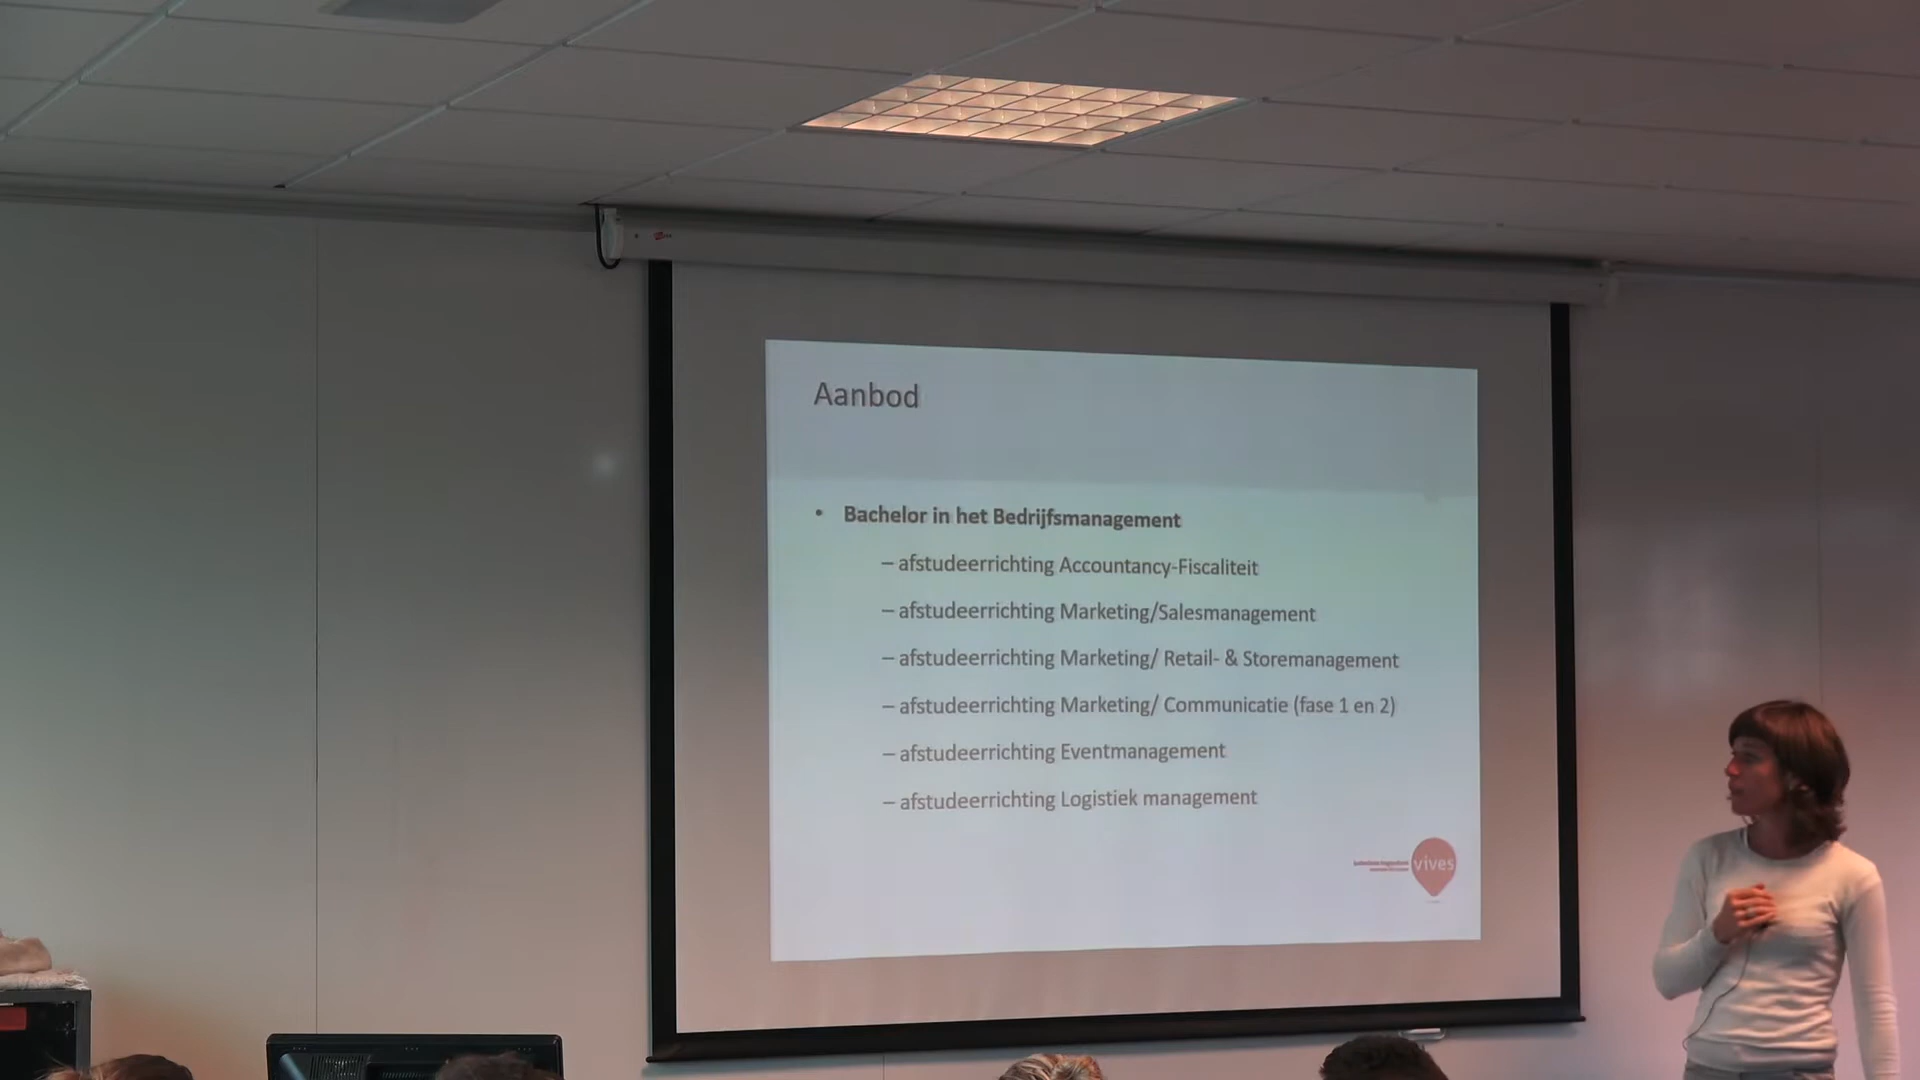 Aanbod
• Bachelor in het Bedrijfsmanagement
– afstudeerrichting Accountancy-Fiscaliteit
– afstudeerrichting Marketing/Salesmanagement
– afstudeerrichting Marketing/ Retail- & Storemanagement
– afstudeerrichting Marketing/ Communicatie (fase 1 en 2)
– afstudeerrichting Eventmanagement
– afstudeerrichting Logistiek management
vives